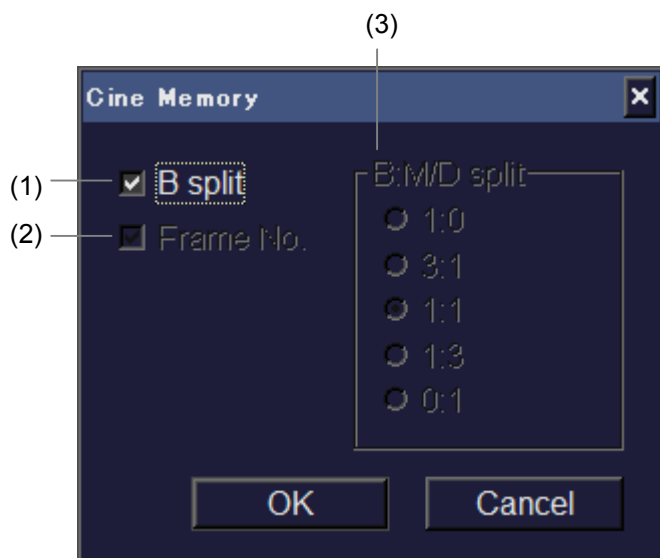 (3)
Cine Memory
(1)
B split
B:M/D split
(2)
Frame No.
1:0
3:1
1:1
1:3
0:1
OK
Cancel